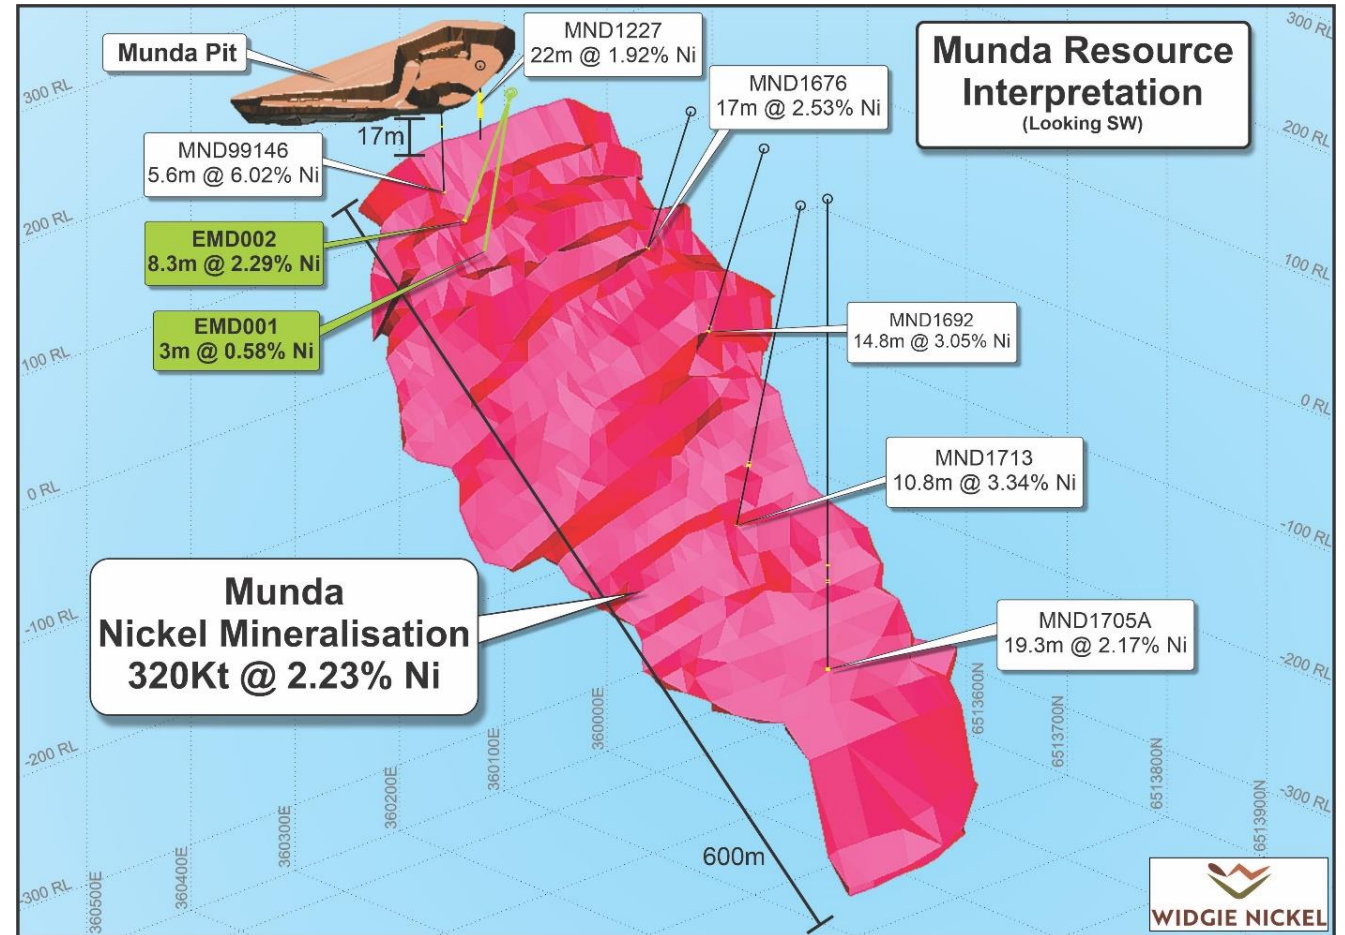 Munda Resource
Interpretation
(Looking SW)
Munda Pit
MND1227
22m @ 1.92% Ni
MND1676
17m @ 2.53% Ni
17m
MND99146
5.6m @ 6.02% Ni
EMD002
8.3m @ 2.29% Ni
EMD001
3m @ 0.58% Ni
MND1692
14.8m @ 3.05% Ni
MND1713
10.8m @ 3.34% Ni
MND1705A
19.3m @ 2.17% Ni
Munda
Nickel Mineralisation
320Kt @ 2.23% Ni
600m
300 RL
200 RL
100 RL
0 RL
-100 RL
-200 RL
-300 RL
300 RL
200 RL
100 RL
0 RL
-100 RL
-200 RL
-300 RL
360500E
360400E
360300E
360200E
360100E
360000E
6513600N
6513700N
6513800N
6513900N
WIDGIE NICKEL